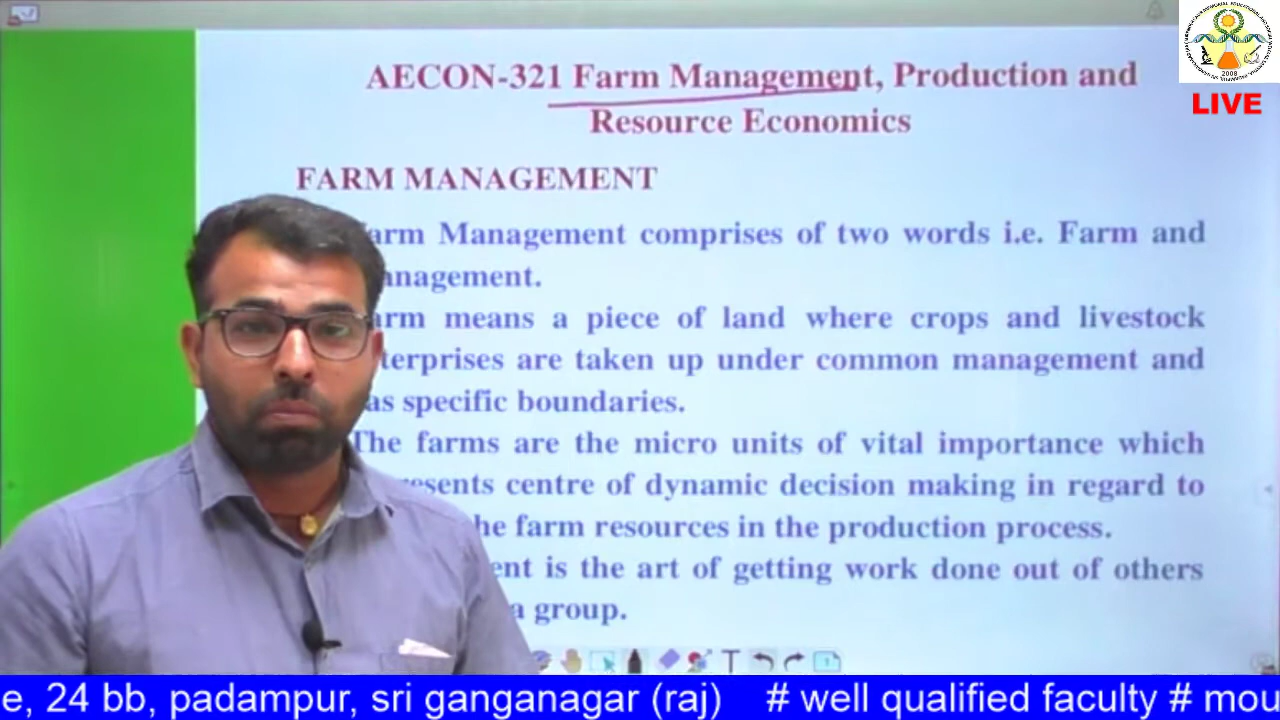 AECON-321 Farm Management, Production and
Resource Economics
LIVE
FARM MANAGEMENT
arm Management comprises of two words i.e. Farm and
nagement.
arm means a piece of land where crops and livestock
terprises are taken up under common management and
as specific boundaries.
The farms are the micro units of vital importance which
esents centre of dynamic decision making in regard to
he farm resources in the production process.
ent is the art of getting work done out of others
a group.
e, 24 bb, padampur, sri ganganagar (raj) # well qualified faculty # mou
2008